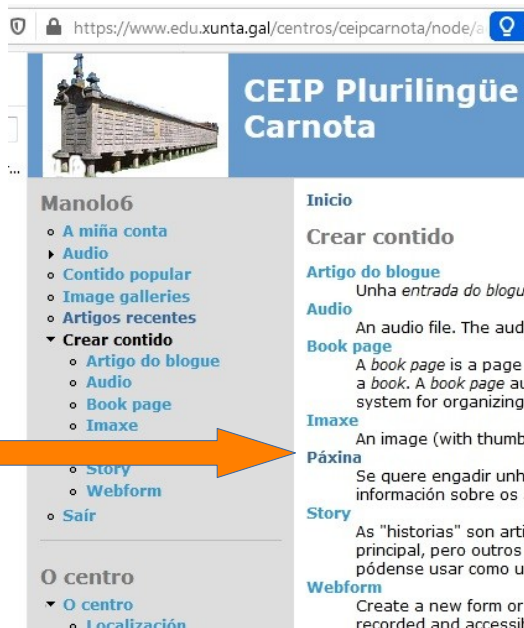 https://www.edu.xunta.gal/centros/ceipcarnota/node/a
CEIP Plurilingüe
Carnota
Manolo6
A miña conta
Audio
Contido popular
Image galleries
Artigos recentes
Crear contido
Artigo do blogue
Audio
Book page
Imaxe
Story
Webform
Saír
O centro
O centro
Localización
Inicio
Crear contido
Artigo do blogue
Unha entrada do blogu
Audio
An audio file. The aud
Book page
A book page is a page
a book. A book page au
system for organizing
Imaxe
An image (with thumb
Páxina
Se quere engadir unh
información sobre os
Story
As "historias" son arti
principal, pero outros
pódense usar como u
Webform
Create a new form or
recorded and accessib